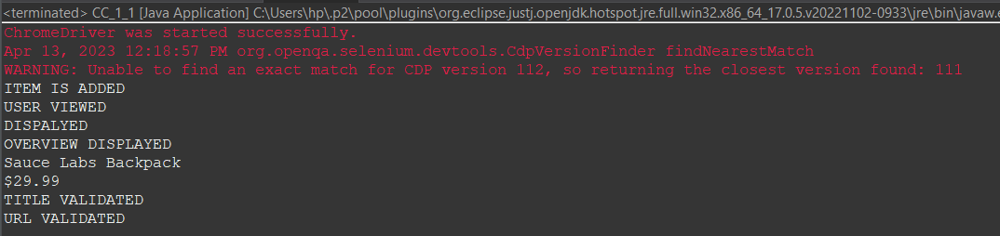 <terminated> CC_1_1 [Java Application] C:\Users\hp\.p2\pool\plugins\org.eclipse.justj.openjdk.hotspot.jre.full.win32.x86_64_17.0.5.v20221102-0933\jre\bin\javaw.e
ChromeDriver was started successfully.
Apr 13, 2023 12:18:57 PM org.openqa.selenium.devtools.CdpVersionFinder findNearestMatch
WARNING: Unable to find an exact match for CDP version 112, so returning the closest version found: 111
ITEM IS ADDED
USER VIEWED
DISPALYED
OVERVIEW DISPLAYED
Sauce Labs Backpack
$29.99
TITLE VALIDATED
URL VALIDATED